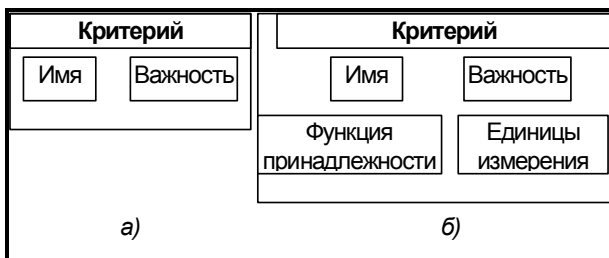 Критерий
Имя Важность
а)
Критерий
Имя Важность
Функция принадлежности
Единицы измерения
б)